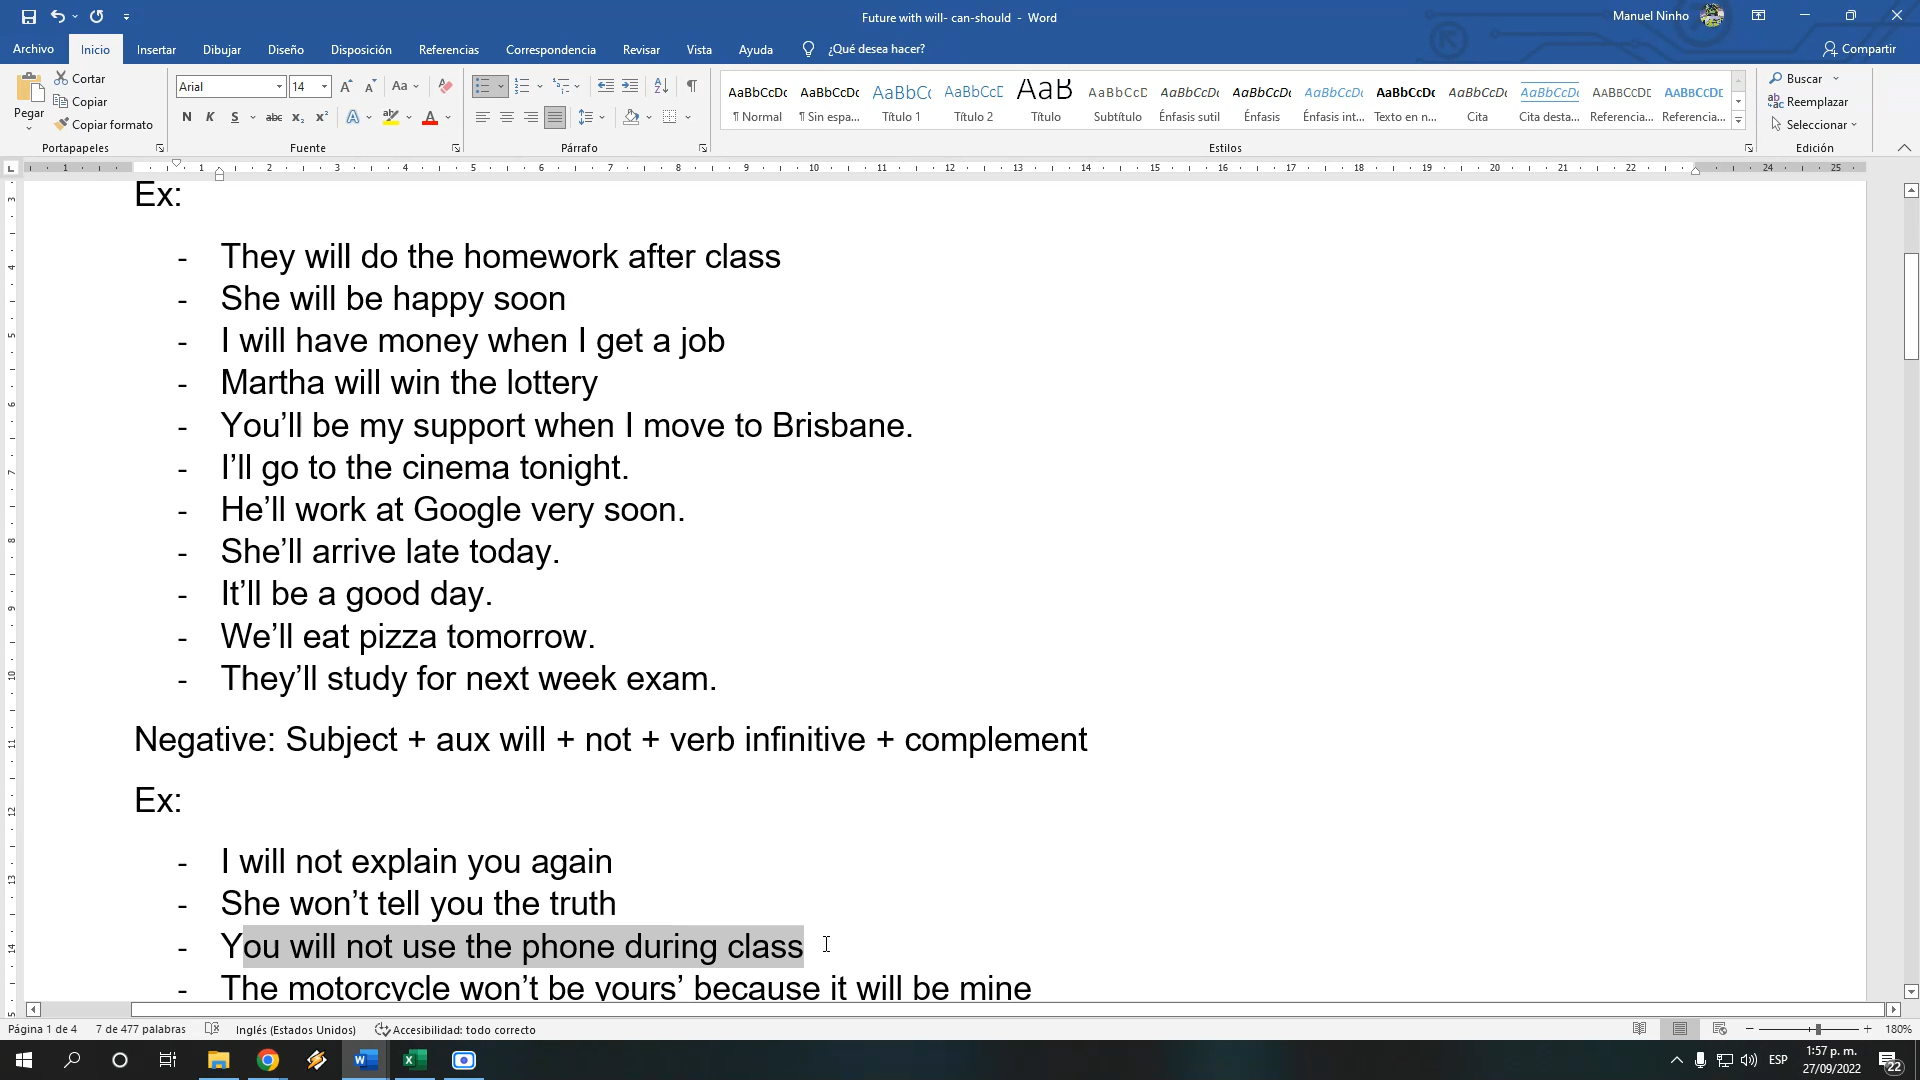 Future with will- can-should - Word
Manuel Ninho
Archivo Inicio Insertar Dibujar Diseño Disposición Referencias Correspondencia Revisar Vista Ayuda ¿Qué desea hacer? Compartir
Pegar
Cortar
Copiar
Copiar formato
Portapapeles
Arial 14
Fuente
Párrafo
AaBbCcDc AaBbCcDc AaBbCc AaBbCcD AaB AaBbCcD AaBbCcDc AaBbCcDc AaBbCcDc AaBbCcDc AaBbCcDc AaBbCcDc AABBCCDE AABBCCDE
¶ Normal ¶ Sin espa... Título 1 Título 2 Título Subtítulo Énfasis sutil Énfasis Énfasis int... Texto en n... Cita Cita desta... Referencia... Referencia...
Estilos
Buscar
Reemplazar
Seleccionar
Edición
Ex:
- They will do the homework after class
- She will be happy soon
- I will have money when I get a job
- Martha will win the lottery
- You’ll be my support when I move to Brisbane.
- I’ll go to the cinema tonight.
- He’ll work at Google very soon.
- She’ll arrive late today.
- It’ll be a good day.
- We’ll eat pizza tomorrow.
- They’ll study for next week exam.
Negative: Subject + aux will + not + verb infinitive + complement
Ex:
- I will not explain you again
- She won’t tell you the truth
- You will not use the phone during class
- The motorcycle won’t be yours’ because it will be mine
Página 1 de 4 7 de 477 palabras Inglés (Estados Unidos) Accesibilidad: todo correcto 180%
ESP
1:57 p. m.
27/09/2022
22